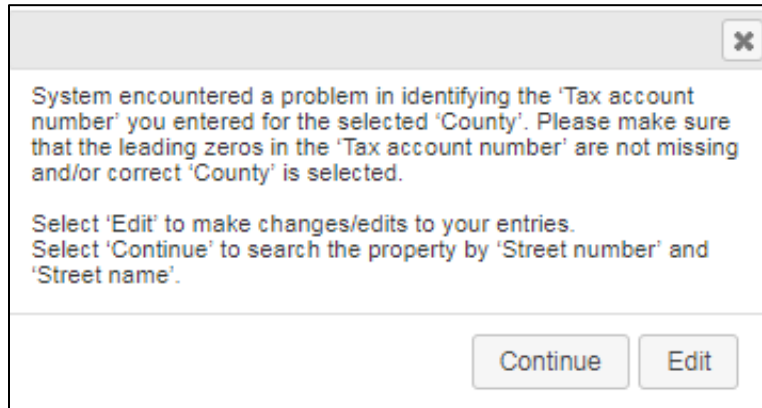 System encountered a problem in identifying the ‘Tax account
number’ you entered for the selected ‘County’. Please make sure
that the leading zeros in the ‘Tax account number’ are not missing
and/or correct ‘County’ is selected.
Select ‘Edit’ to make changes/edits to your entries.
Select ‘Continue’ to search the property by ‘Street number’ and
‘Street name’.
Continue Edit